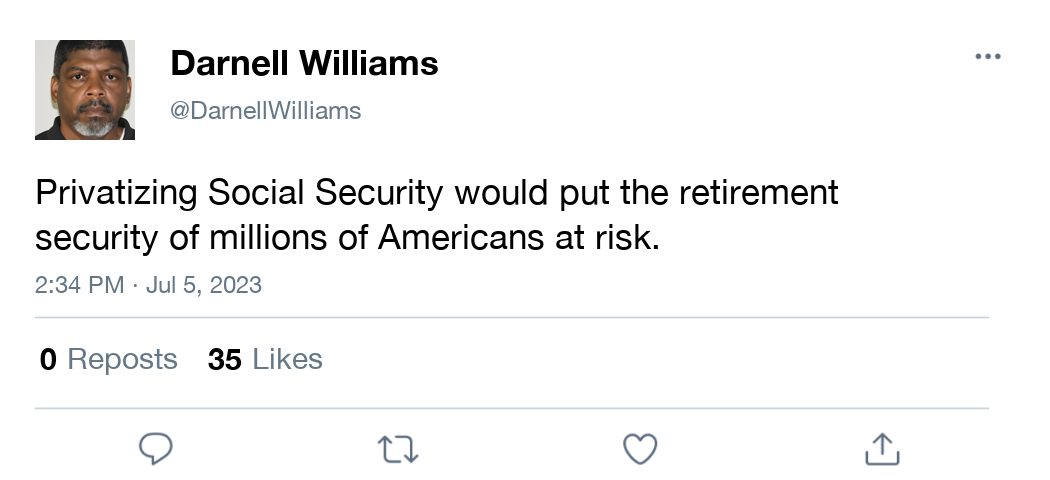 Darnell Williams
@DarnellWilliams
Privatizing Social Security would put the retirement
security of millions of Americans at risk.
2:34 PM · Jul 5, 2023
0 Reposts 35 Likes